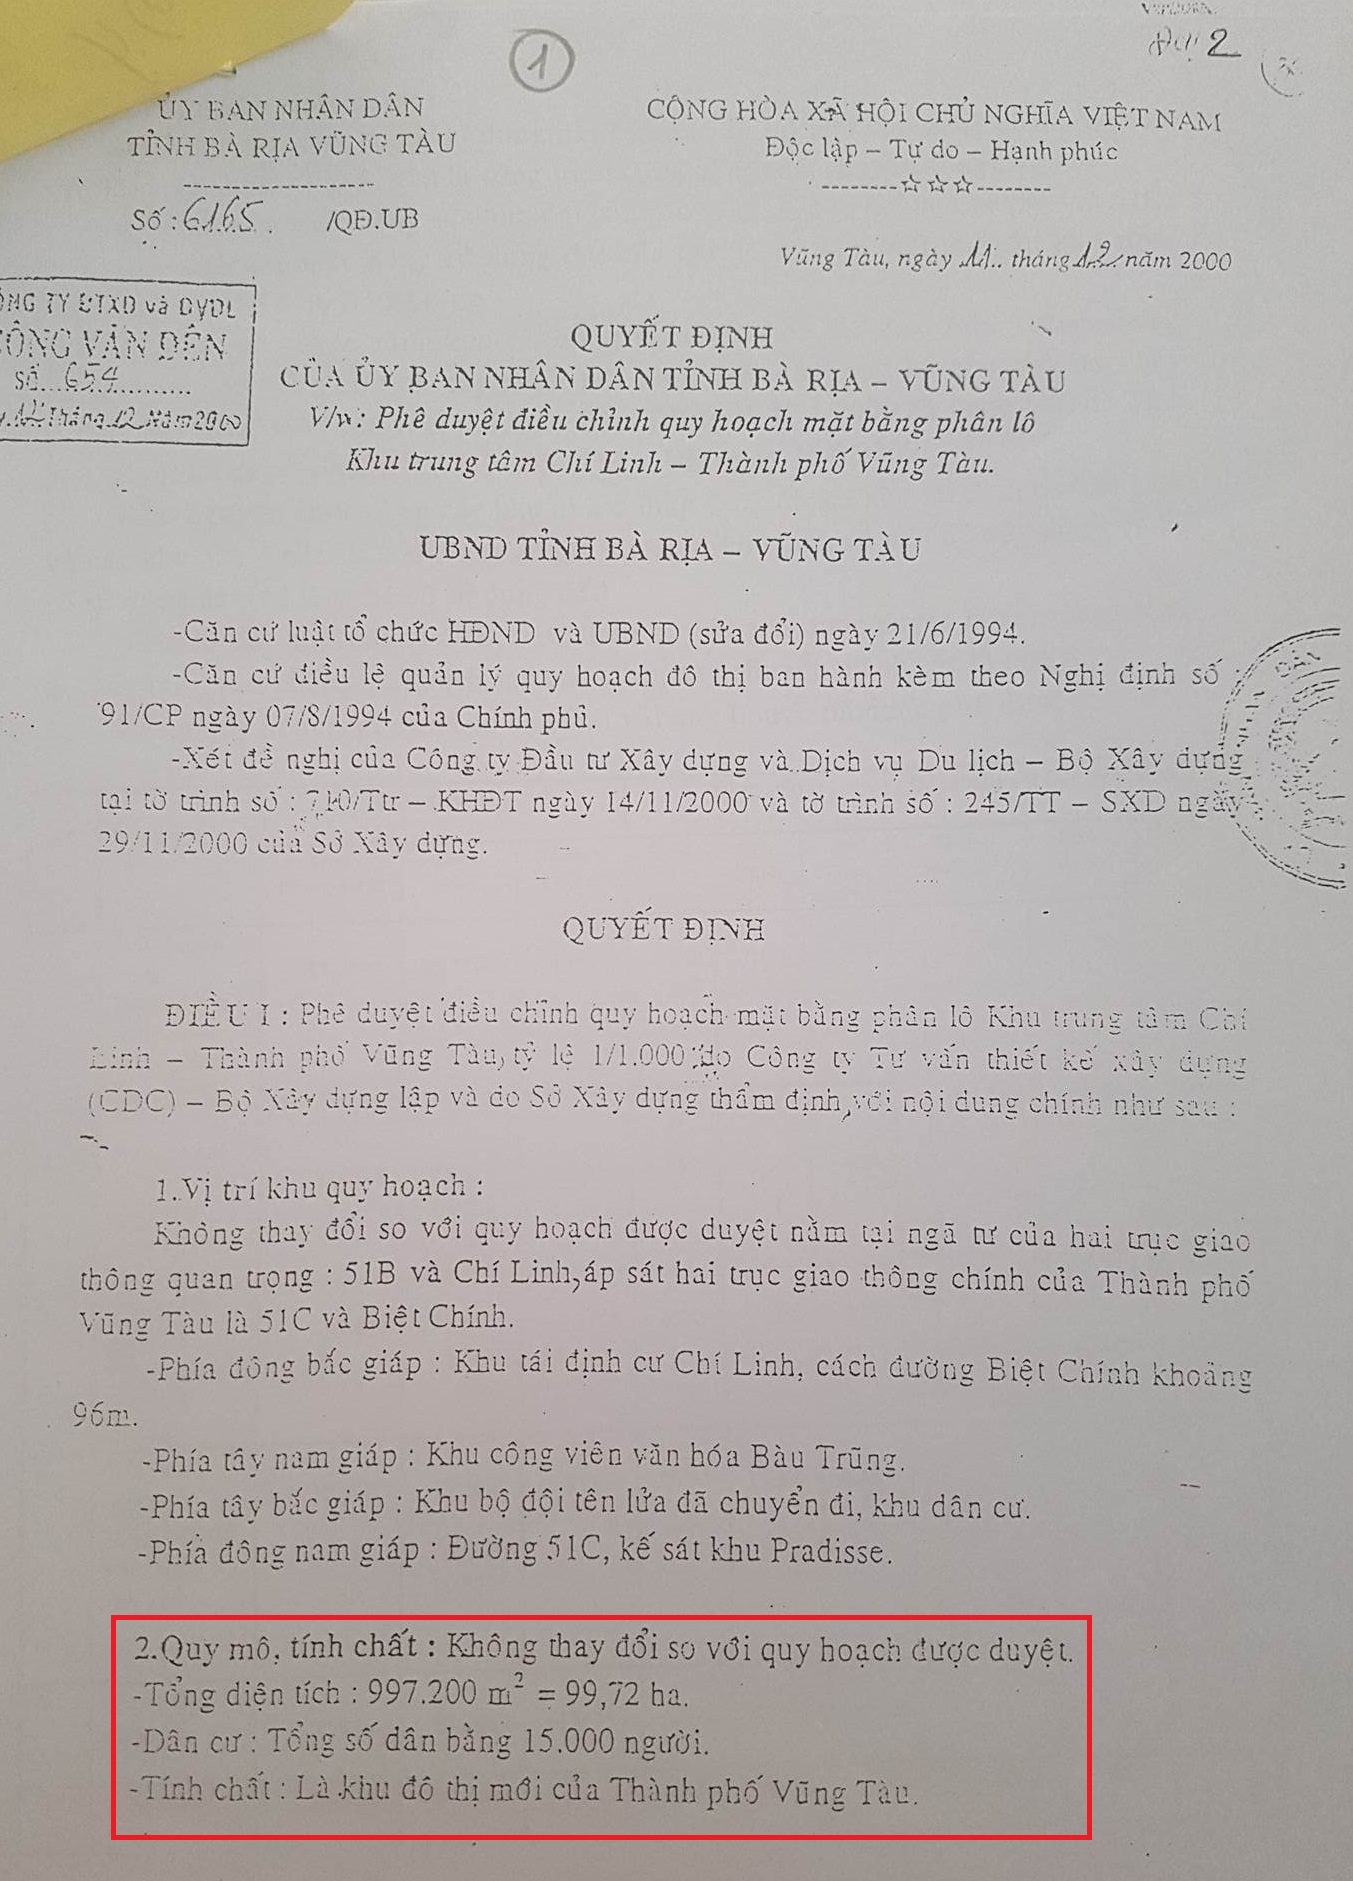 1
2
ỦY BAN NHÂN DÂN
TỈNH BÀ RỊA VŨNG TÀU
Số : 6165. /QĐ.UB
CỘNG HÒA XÃ HỘI CHỦ NGHĨA VIỆT NAM
Độc lập – Tự do – Hạnh phúc
Vũng Tàu, ngày 11. tháng 12 năm 2000
NG TY ĐTXD và DVDL
CÔNG VĂN ĐẾN
Số...654...........
Tháng 12 Năm 2000
QUYẾT ĐỊNH
CỦA ỦY BAN NHÂN DÂN TỈNH BÀ RỊA – VŨNG TÀU
V/v: Phê duyệt điều chỉnh quy hoạch mặt bằng phân lô
Khu trung tâm Chí Linh – Thành phố Vũng Tàu.
UBND TỈNH BÀ RỊA – VŨNG TÀU
-Căn cứ luật tổ chức HĐND và UBND (sửa đổi) ngày 21/6/1994.
-Căn cứ điều lệ quản lý quy hoạch đô thị ban hành kèm theo Nghị định số
91/CP ngày 07/8/1994 của Chính phủ.
-Xét đề nghị của Công ty Đầu tư Xây dựng và Dịch vụ Du lịch – Bộ Xây dựng
tại tờ trình số : 710/Ttr – KHĐT ngày 14/11/2000 và tờ trình số : 245/TT – SXD ngày
29/11/2000 của Sở Xây dựng.
QUYẾT ĐỊNH
ĐIỀU I : Phê duyệt điều chỉnh quy hoạch mặt bằng phân lô Khu trung tâm Chí
Linh – Thành phố Vũng Tàu, tỷ lệ 1/1.000 do Công ty Tư vấn thiết kế xây dựng
(CDC) – Bộ Xây dựng lập và do Sở Xây dựng thẩm định, với nội dung chính như sau :
1.Vị trí khu quy hoạch :
Không thay đổi so với quy hoạch được duyệt nằm tại ngã tư của hai trục giao
thông quan trọng : 51B và Chí Linh, áp sát hai trục giao thông chính của Thành phố
Vũng Tàu là 51C và Biệt Chính.
-Phía đông bắc giáp : Khu tái định cư Chí Linh, cách đường Biệt Chính khoảng
96m.
-Phía tây nam giáp : Khu công viên văn hóa Bàu Trũng.
-Phía tây bắc giáp : Khu bộ đội tên lửa đã chuyển đi, khu dân cư.
-Phía đông nam giáp : Đường 51C, kế sát khu Pradisse.
2.Quy mô, tính chất : Không thay đổi so với quy hoạch được duyệt.
-Tổng diện tích : 997.200 m² = 99,72 ha.
-Dân cư : Tổng số dân bằng 15.000 người.
-Tính chất : Là khu đô thị mới của Thành phố Vũng Tàu.